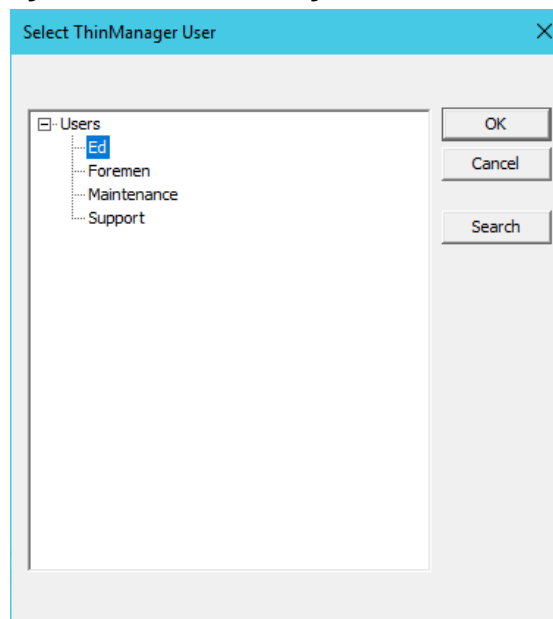 Select ThinManager User
Users
Ed
Foremen
Maintenance
Support
OK
Cancel
Search